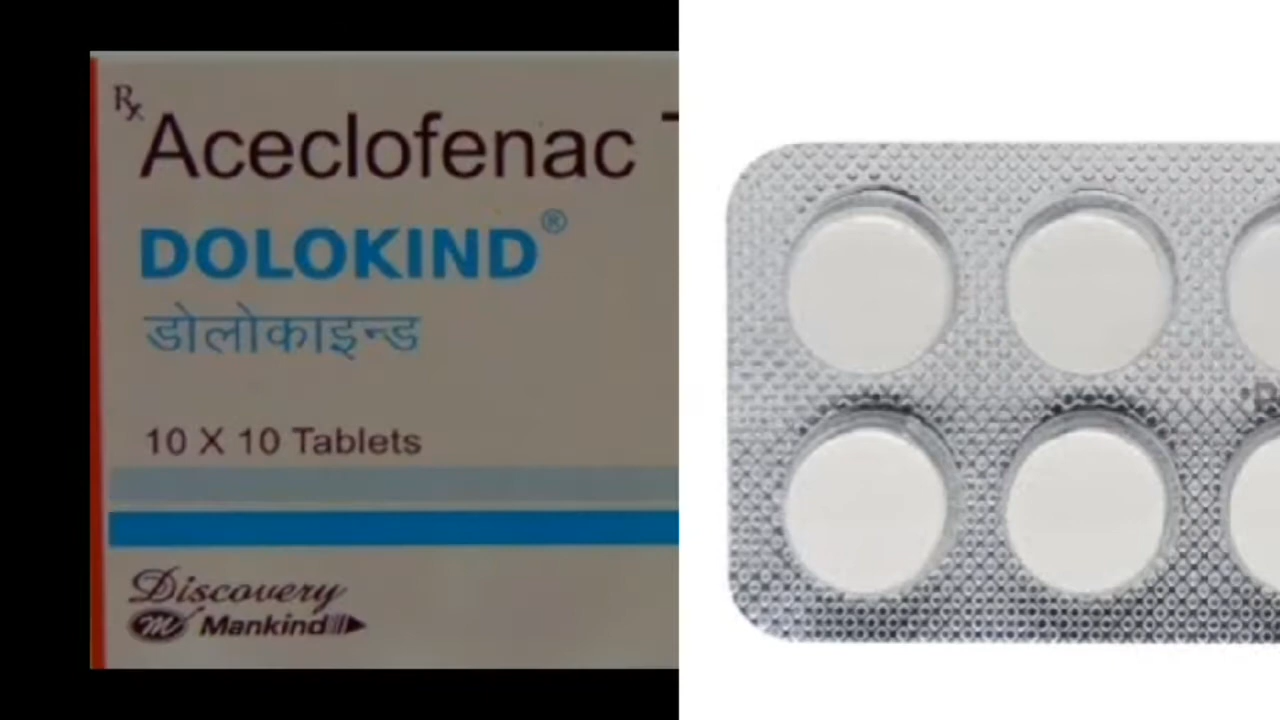 Rx
Aceclofenac
DOLOKIND®
डोलोकाइन्ड
10 X 10 Tablets
Discovery
M Mankind